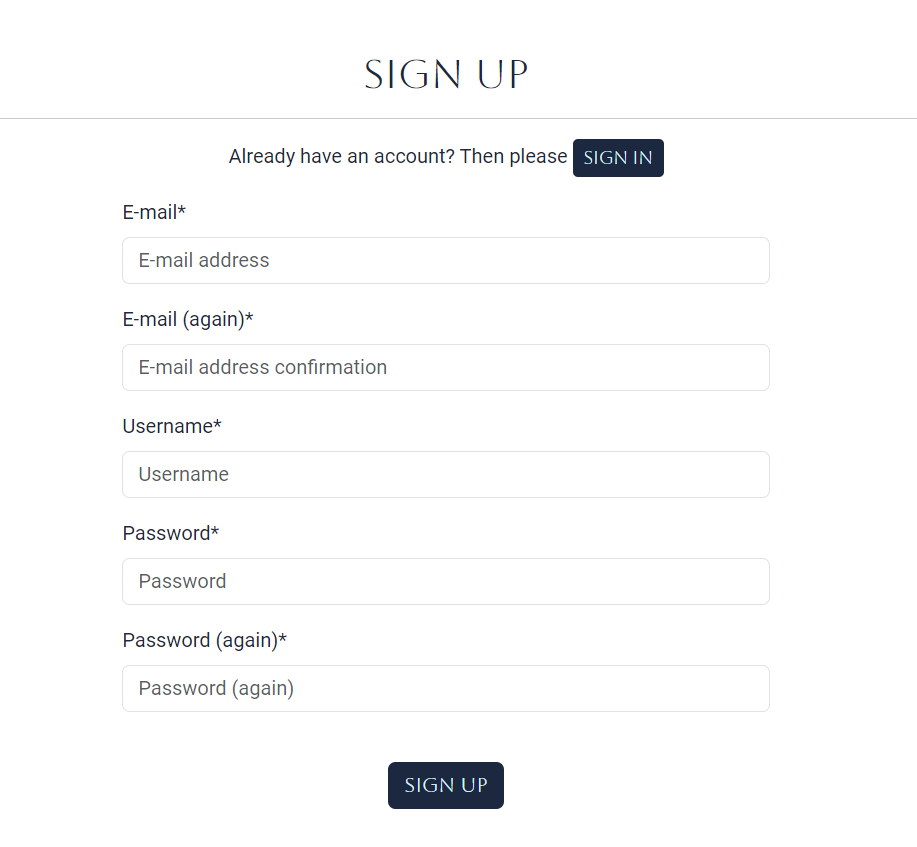 SIGN UP
Already have an account? Then please SIGN IN
E-mail*
E-mail address
E-mail (again)*
E-mail address confirmation
Username*
Username
Password*
Password
Password (again)*
Password (again)
SIGN UP